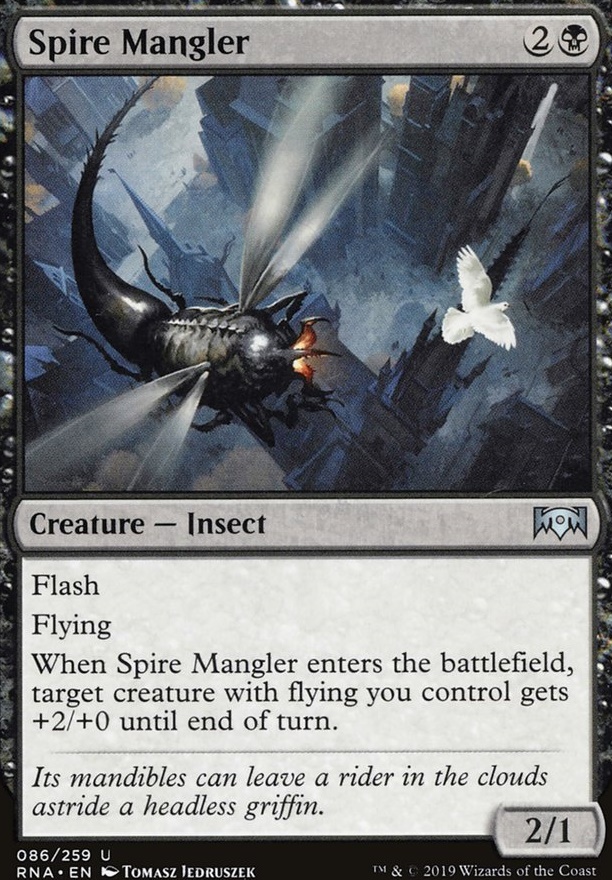 Spire Mangler 2
Creature — Insect
Flash
Flying
When Spire Mangler enters the battlefield,
target creature with flying you control gets
+2/+0 until end of turn.
Its mandibles can leave a rider in the clouds
astride a headless griffin.
2/1
086/259 U
RNA • EN Tomasz Jedruszek
™ & © 2019 Wizards of the Coast